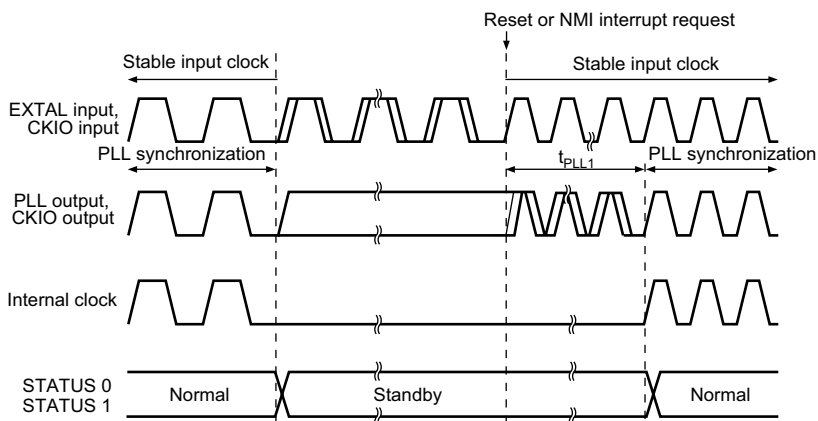 Reset or NMI interrupt request
Stable input clock
Stable input clock
EXTAL input,
CKIO input
PLL synchronization
tPLL1
PLL synchronization
PLL output,
CKIO output
Internal clock
STATUS 0
STATUS 1
Normal
Standby
Normal